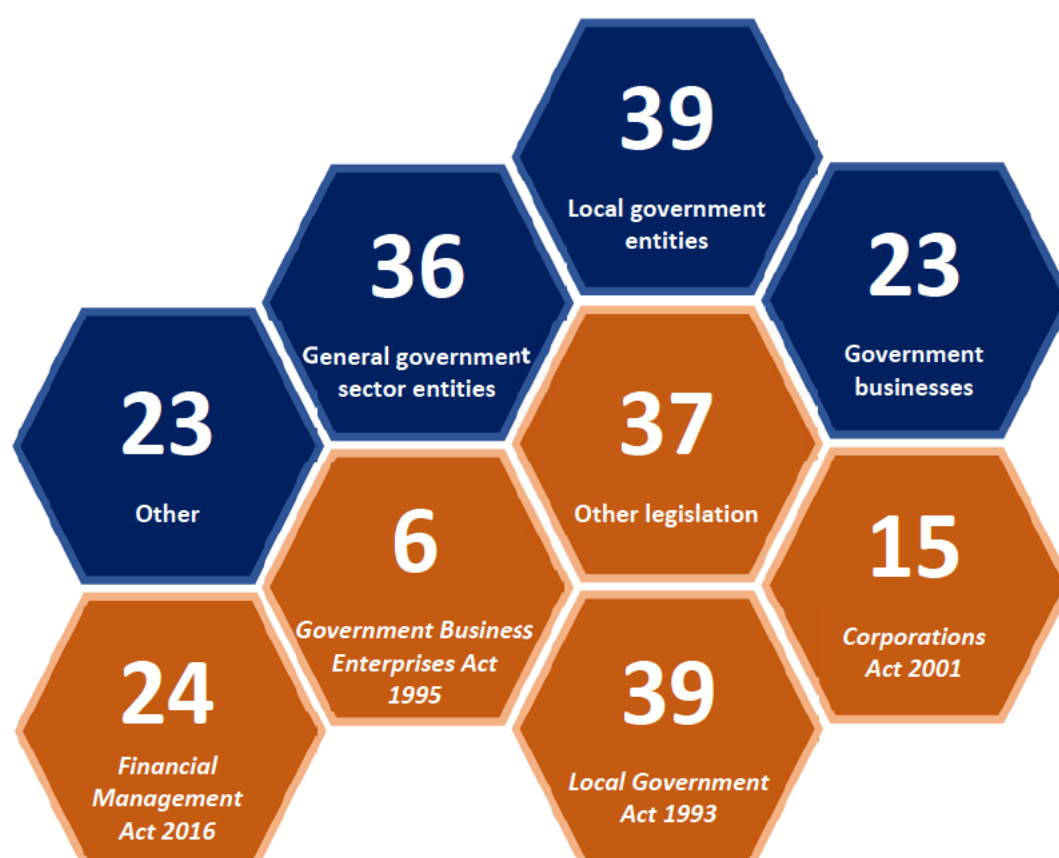 39
Local government
entities
36
General government
sector entities
23
Government
businesses
23
Other
37
Other legislation
6
Government Business
Enterprises Act
1995
15
Corporations
Act 2001
24
Financial
Management
Act 2016
39
Local Government
Act 1993